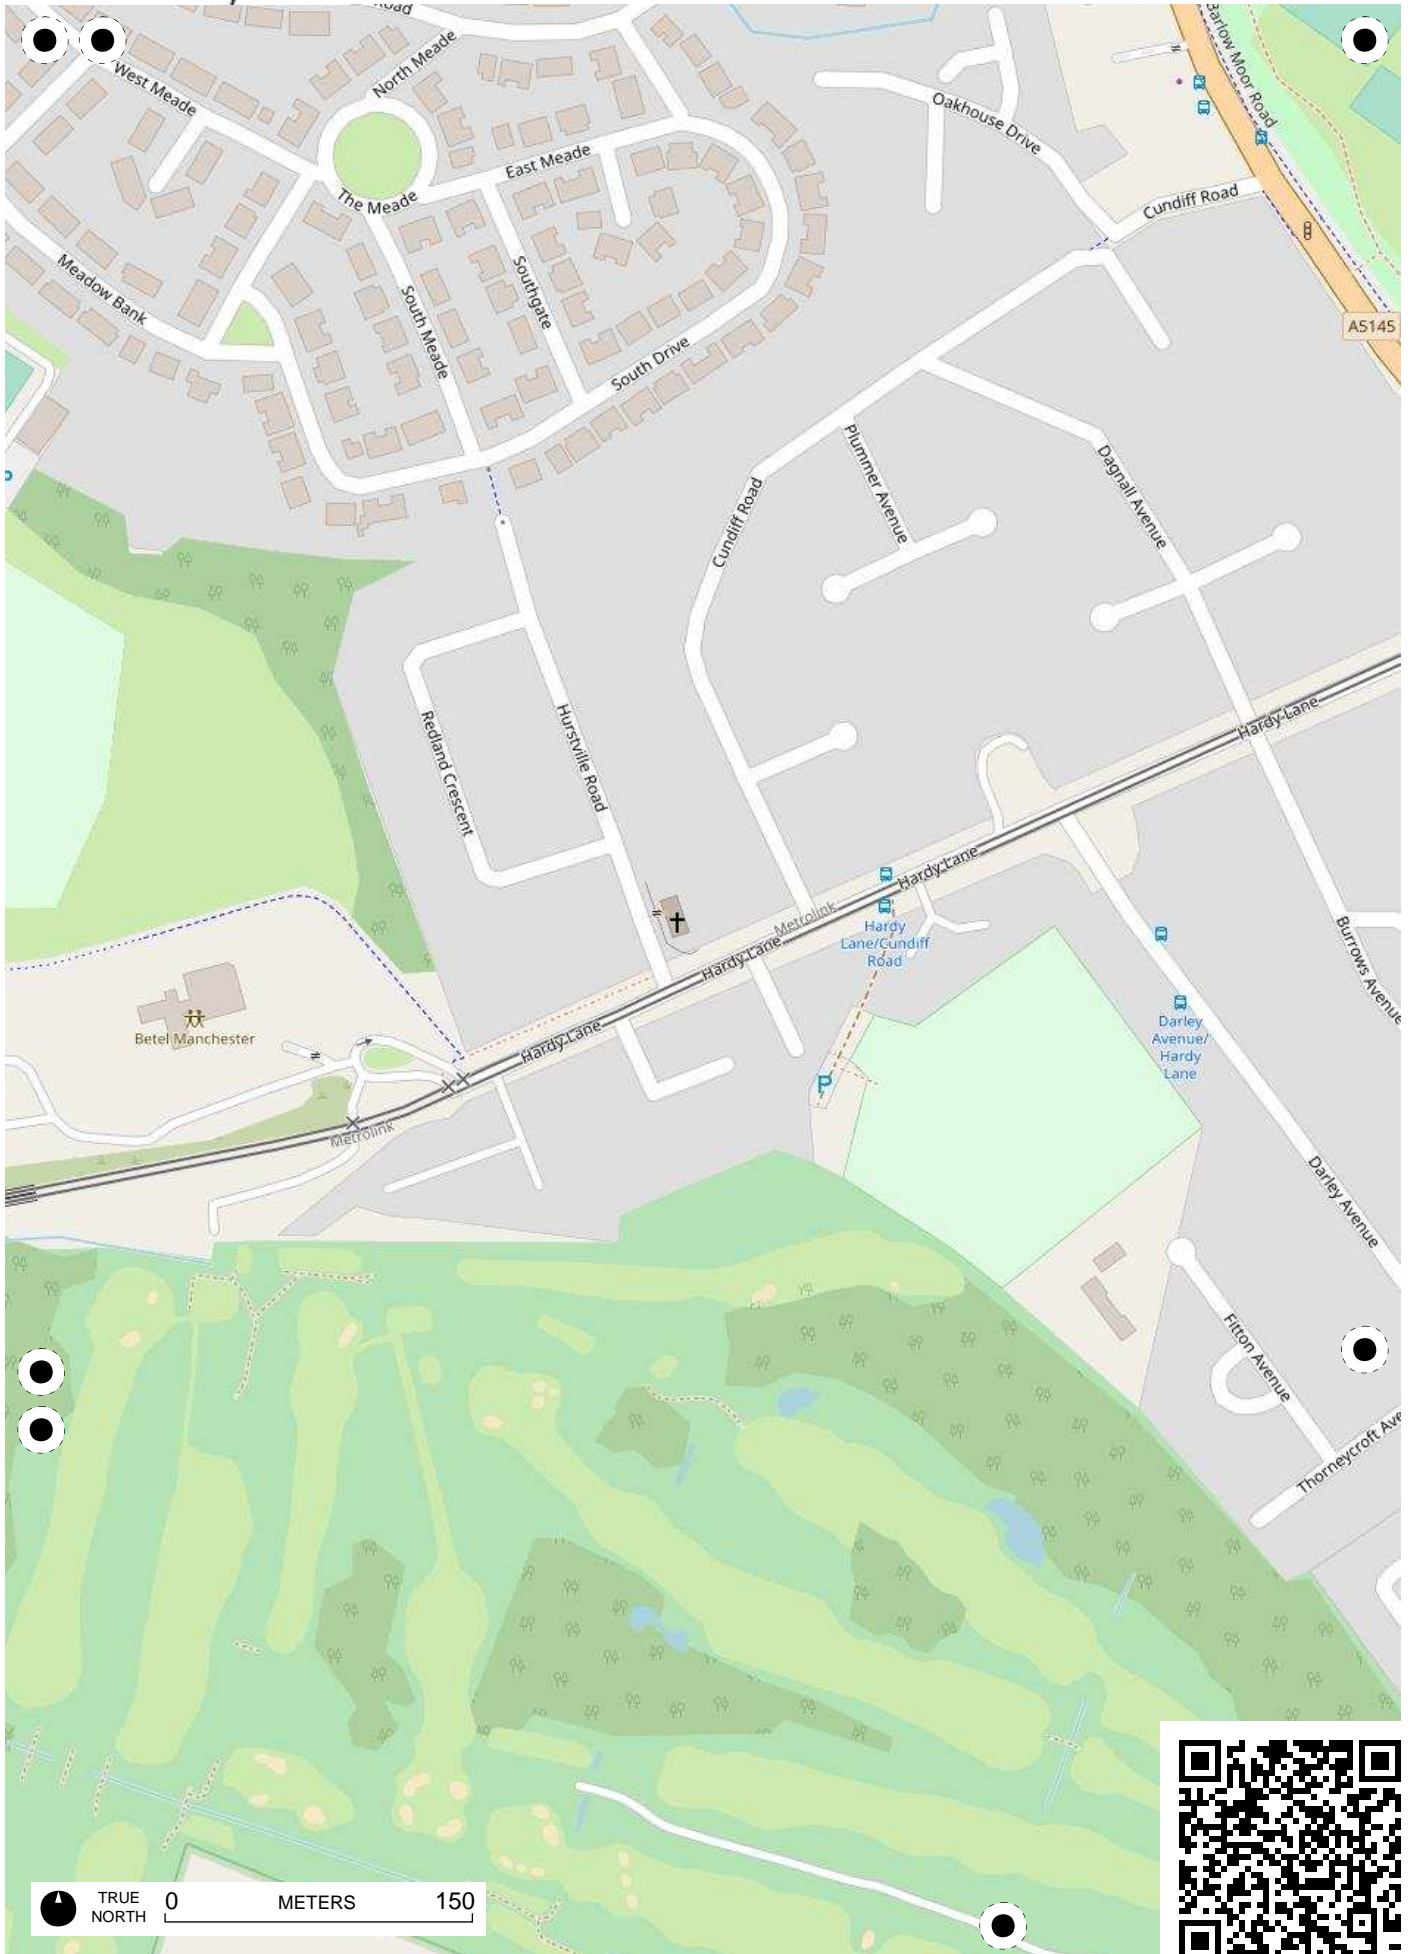 Road
North Meade
West Meade
Barlow Moor Road
Oakhouse Drive
East Meade
The Meade
Cundiff Road
Meadow Bank
South Meade
Southgate
A5145
South Drive
Plummer Avenue
Dagnall Avenue
P
Cundiff Road
Redland Crescent
Hurstville Road
Hardy Lane
Hardy Lane
Metrolink
Hardy
Lane/Cundiff
Road
Hardy Lane
Burrows Avenue
Hardy Lane
Betel Manchester
Darley
Avenue/
Hardy
Lane
P
Metrolink
Darley Avenue
Fitton Avenue
Thorneycroft Ave
TRUE
NORTH
0 METERS 150